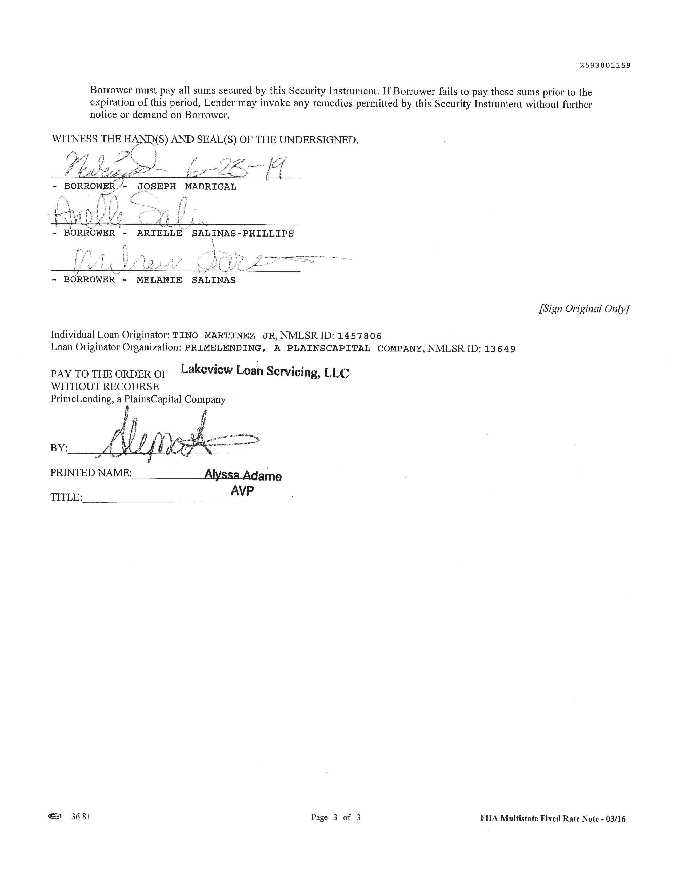 2593001159
Borrower must pay all sums secured by this Security Instrument. If Borrower fails to pay these sums prior to the
expiration of this period, Lender may invoke any remedies permitted by this Security Instrument without further
notice or demand on Borrower.
WITNESS THE HAND(S) AND SEAL(S) OF THE UNDERSIGNED.
6-28-19
- BORROWER - JOSEPH MADRIGAL
- BORROWER - ARIELLE SALINAS-PHILLIPS
- BORROWER - MELANIE SALINAS
[Sign Original Only]
Individual Loan Originator: TINO MARTINEZ JR, NMLSR ID: 1457806
Loan Originator Organization: PRIMELENDING, A PLAINSCAPITAL COMPANY, NMLSR ID: 13649
PAY TO THE ORDER OF Lakeview Loan Servicing, LLC
WITHOUT RECOURSE
PrimeLending, a PlainsCapital Company
BY:
PRINTED NAME: Alyssa Adame
TITLE: AVP
36.81 Page 3 of 3 FHA Multistate Fixed Rate Note - 03/16